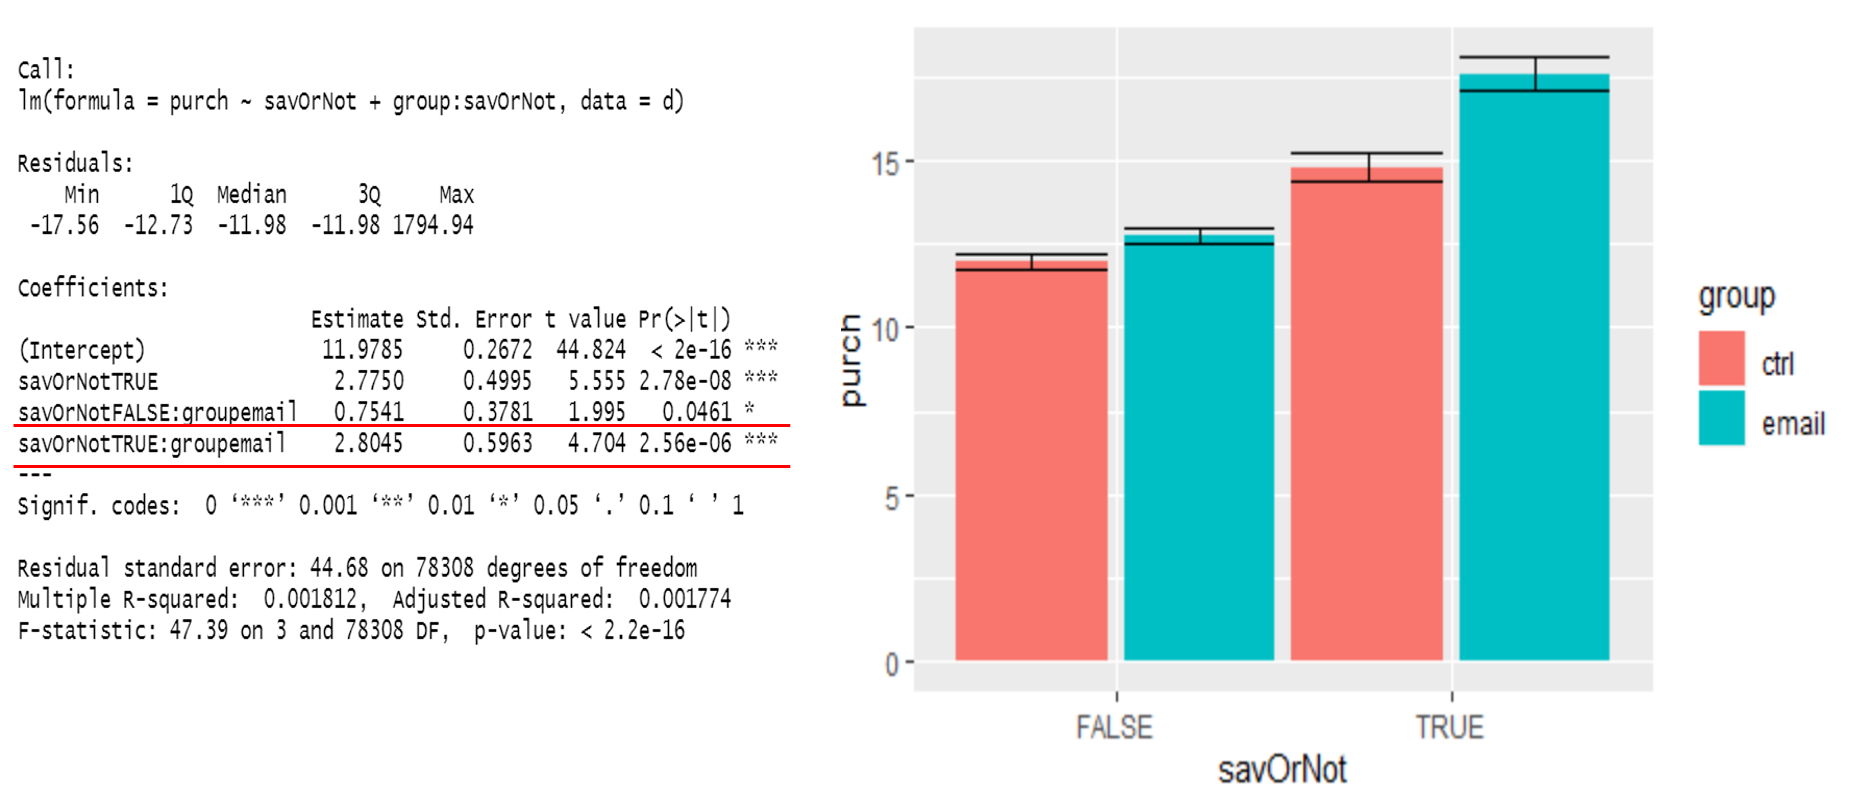 Call:
lm(formula = purch ~ savOrNot + group:savOrNot, data = d)
Residuals:
Min 1Q Median 3Q Max
-17.56 -12.73 -11.98 -11.98 1794.94
Coefficients:
Estimate Std. Error t value Pr(>|t|)
(Intercept) 11.9785 0.2672 44.824 < 2e-16 ***
savOrNotTRUE 2.7750 0.4995 5.555 2.78e-08 ***
savOrNotFALSE:groupemail 0.7541 0.3781 1.995 0.0461 *
savOrNotTRUE:groupemail 2.8045 0.5963 4.704 2.56e-06 ***
---
Signif. codes: 0 ‘***’ 0.001 ‘**’ 0.01 ‘*’ 0.05 ‘.’ 0.1 ‘ ’ 1
Residual standard error: 44.68 on 78308 degrees of freedom
Multiple R-squared: 0.001812, Adjusted R-squared: 0.001774
F-statistic: 47.39 on 3 and 78308 DF, p-value: < 2.2e-16
purch
15
10
5
0
FALSE TRUE
savOrNot
group
ctrl
email